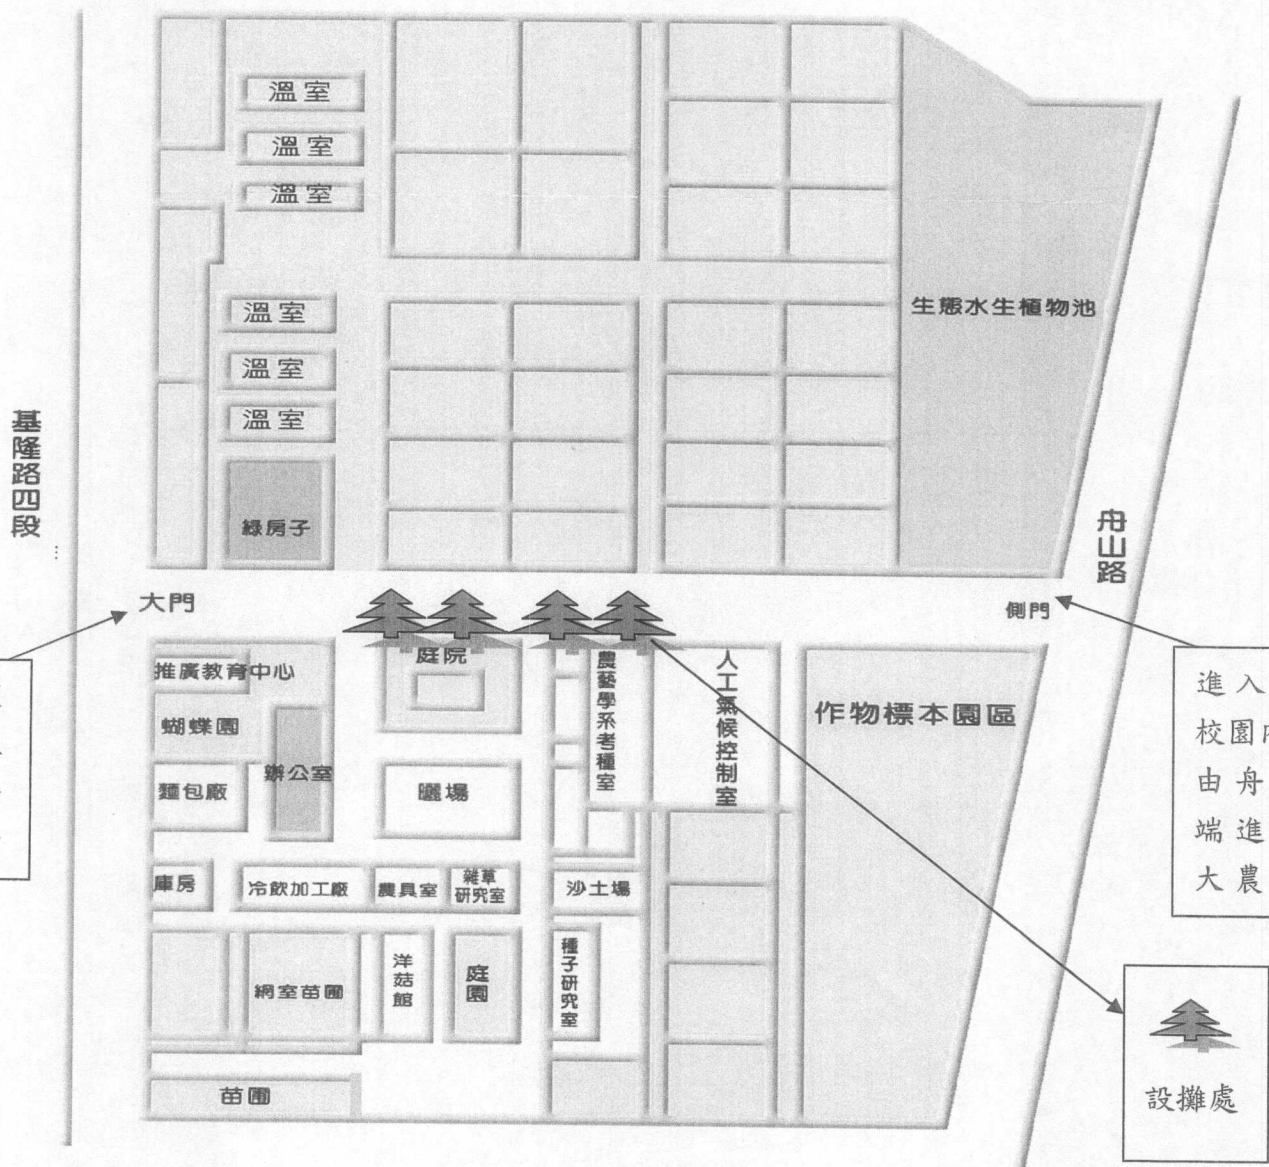 溫室
溫室
溫室
溫室
溫室
溫室
綠房子
生態水生植物池
基隆路四段
舟山路
大門
側門
推廣教育中心
蝴蝶園
麵包廠
辦公室
庭院
曬場
農藝學系考種室
人工氣候控制室
作物標本園區
庫房
冷飲加工廠
農具室
雜草
研究室
沙土場
網室苗圃
洋菇館
庭園
種子研究室
苗圃
進入
校園內
由舟
端進
大農
設攤處